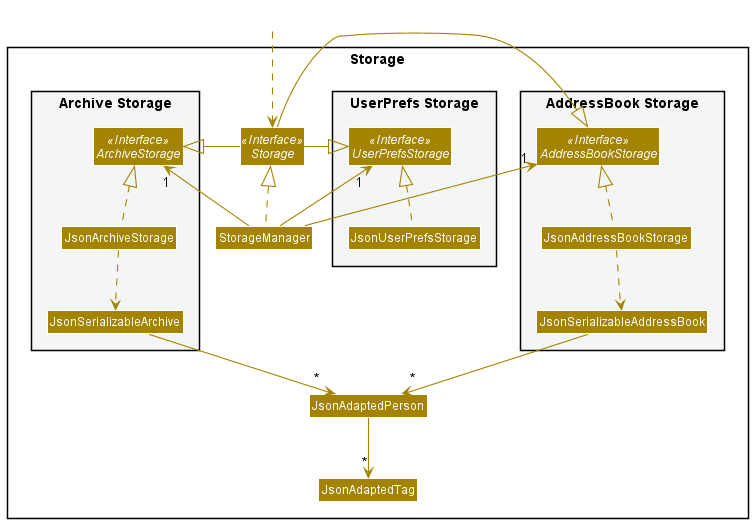 Storage
Archive Storage
UserPrefs Storage
AddressBook Storage
«Interface»
ArchiveStorage
«Interface»
Storage
«Interface»
UserPrefsStorage
«Interface»
AddressBookStorage
1
1
1
JsonArchiveStorage
StorageManager
JsonUserPrefsStorage
JsonAddressBookStorage
JsonSerializableArchive
JsonSerializableAddressBook
*
*
JsonAdaptedPerson
*
JsonAdaptedTag